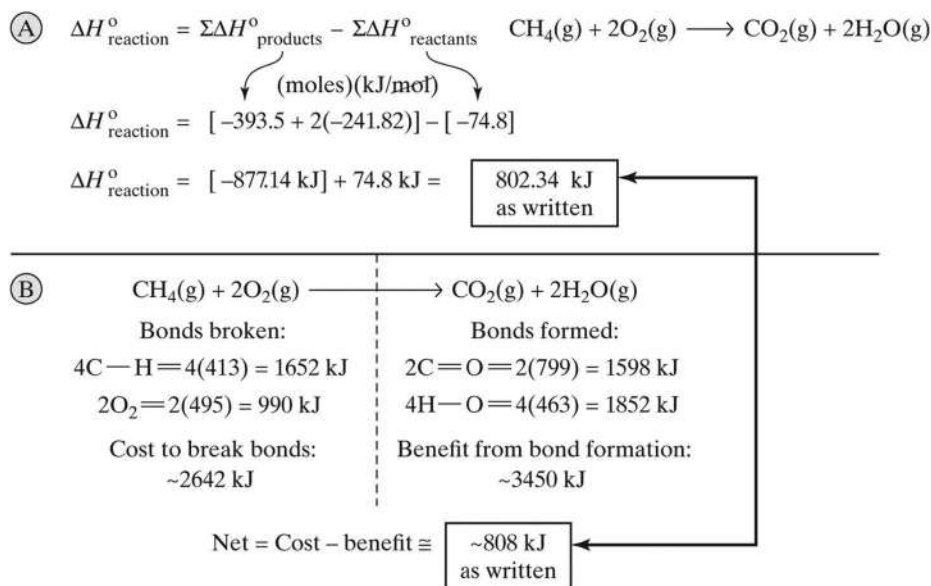 A ΔH°reaction = ΣΔH°products – ΣΔH°reactants CH₄(g) + 2O₂(g) ⟶ CO₂(g) + 2H₂O(g)
(moles)(kJ/mol)
ΔH°reaction = [–393.5 + 2(–241.82)] – [–74.8]
ΔH°reaction = [–877.14 kJ] + 74.8 kJ = 802.34 kJ
as written
B CH₄(g) + 2O₂(g) ⟶ CO₂(g) + 2H₂O(g)
Bonds broken:
4C—H=4(413) = 1652 kJ
2O₂=2(495) = 990 kJ
Cost to break bonds:
~2642 kJ
Bonds formed:
2C=O=2(799) = 1598 kJ
4H—O=4(463) = 1852 kJ
Benefit from bond formation:
~3450 kJ
Net = Cost – benefit ≅ ~808 kJ
as written